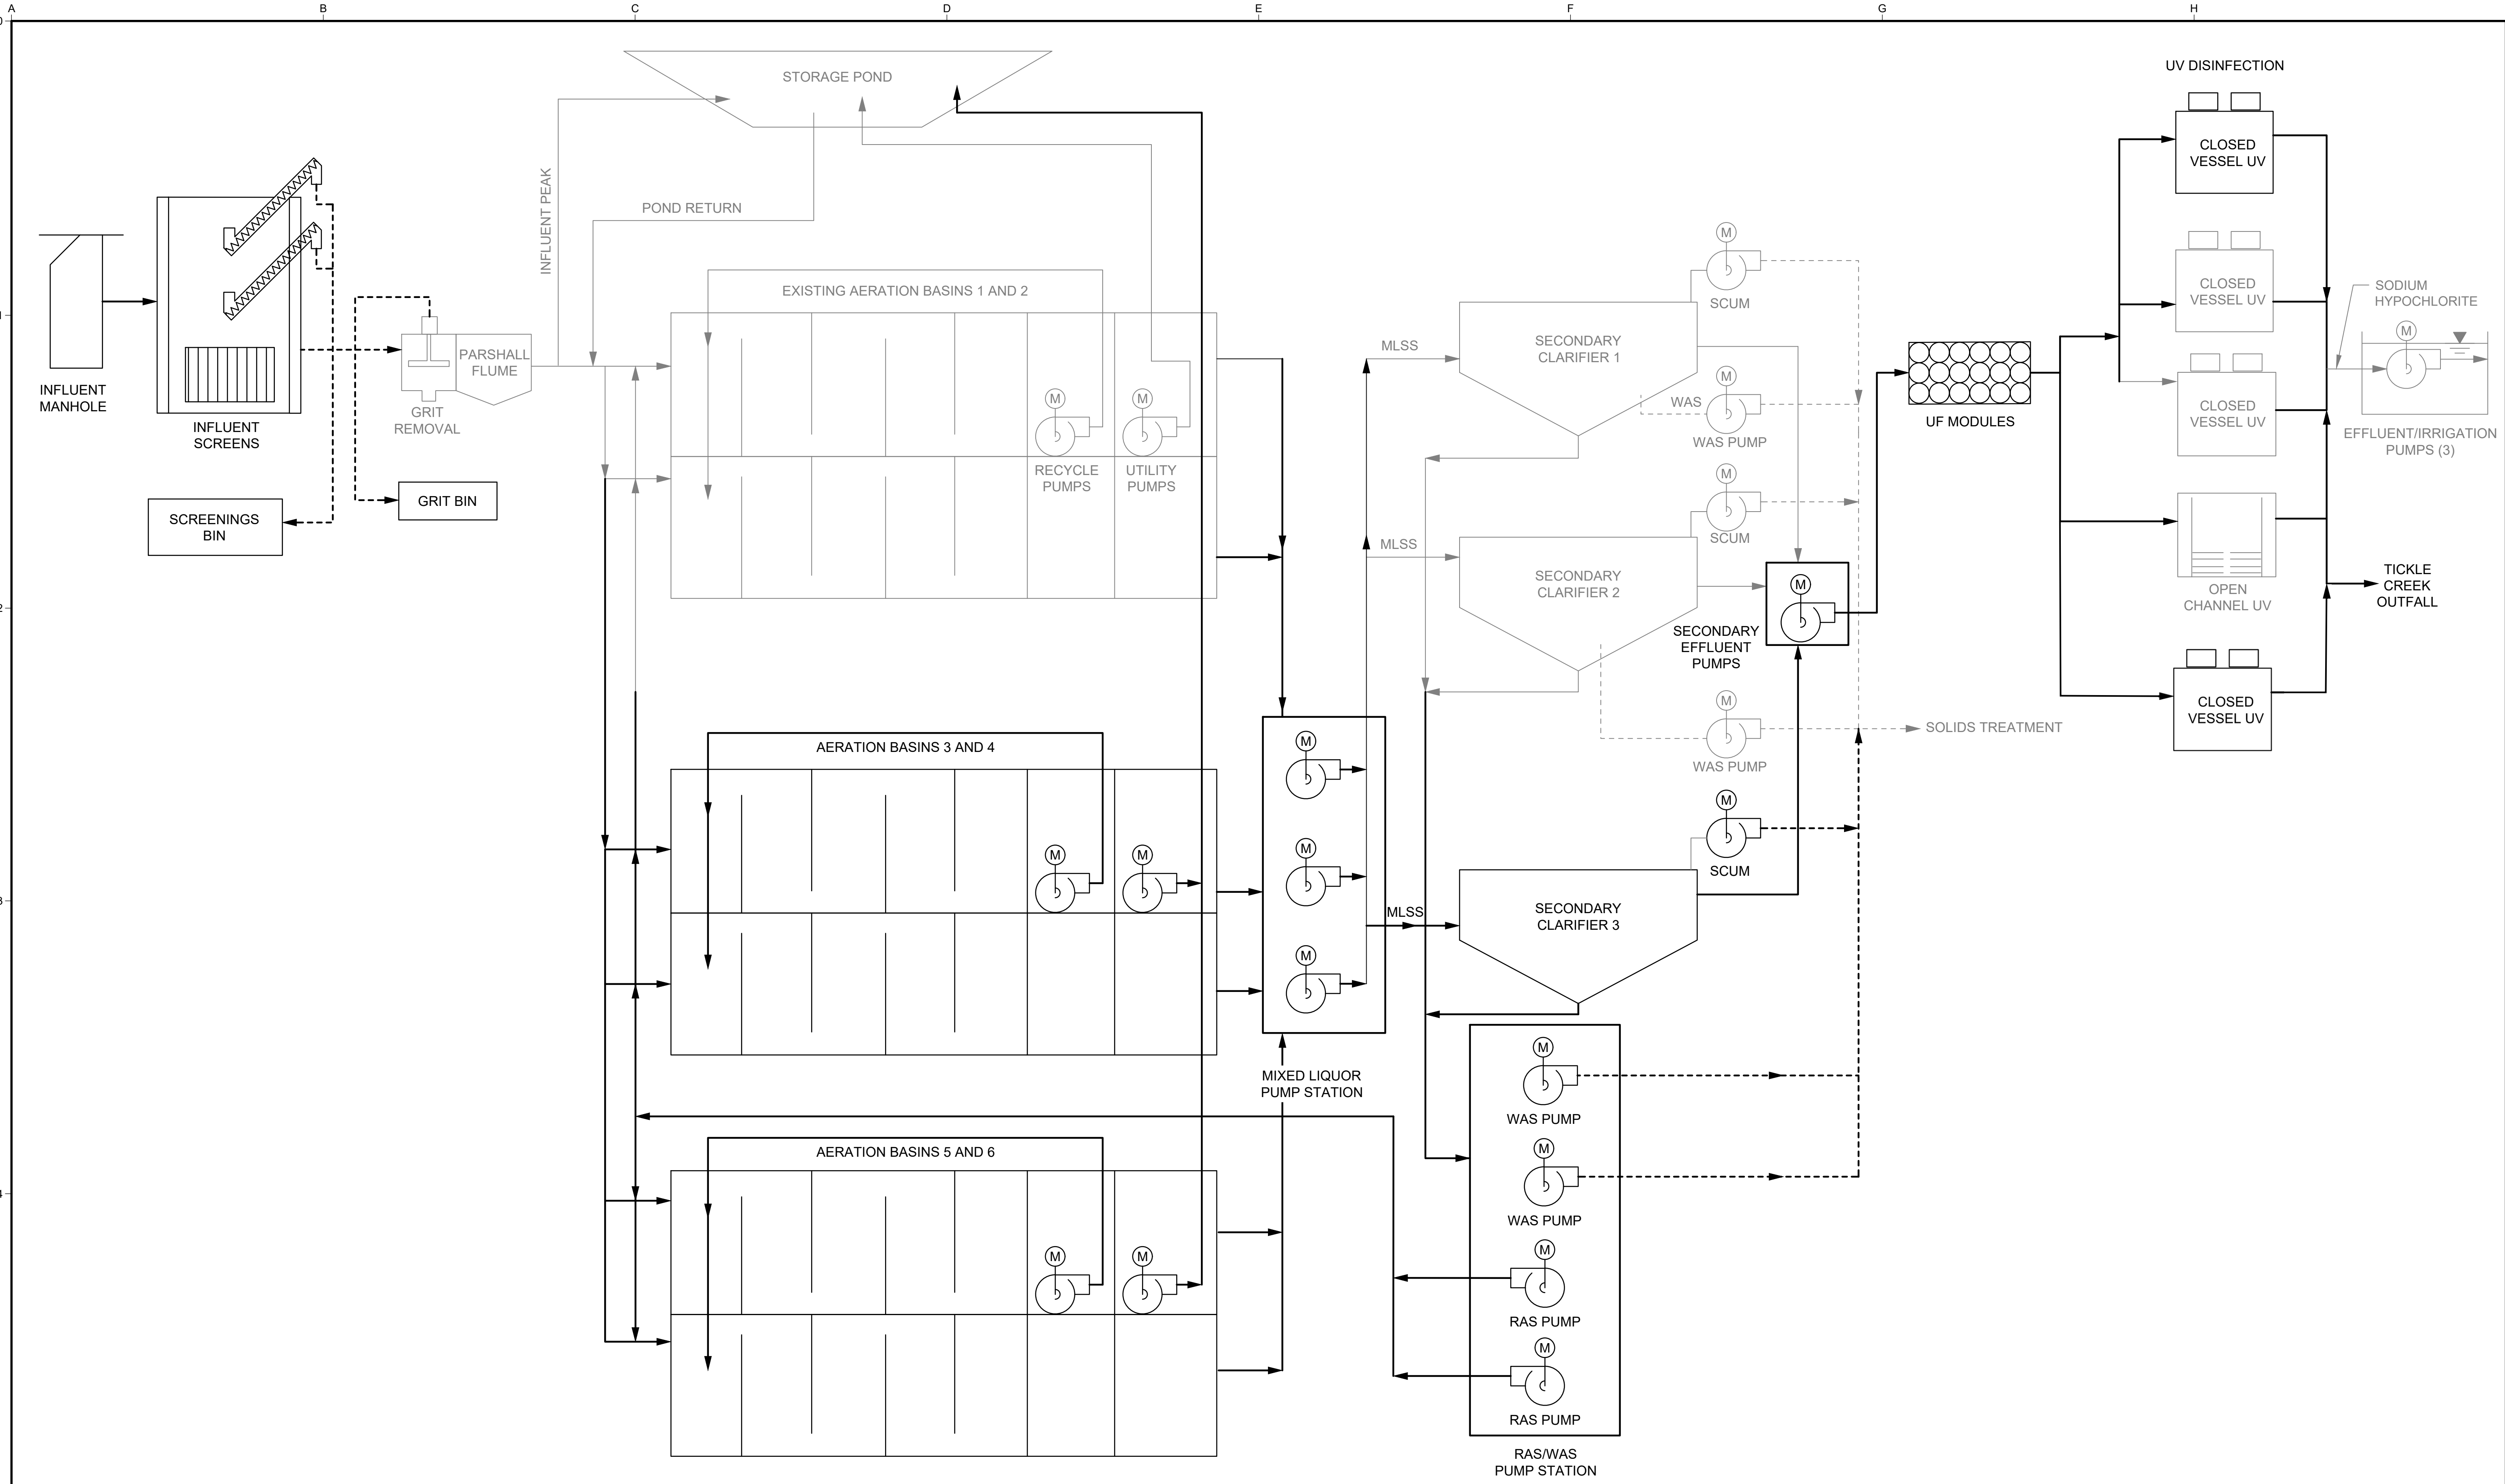 A
B
C
D
E
F
G
H
0
1
2
3
4
STORAGE POND
INFLUENT PEAK
POND RETURN
INFLUENT
MANHOLE
INFLUENT
SCREENS
SCREENINGS
BIN
GRIT BIN
GRIT
REMOVAL
PARSHALL
FLUME
EXISTING AERATION BASINS 1 AND 2
M
M
RECYCLE
PUMPS
UTILITY
PUMPS
AERATION BASINS 3 AND 4
M
M
AERATION BASINS 5 AND 6
M
M
M
M
M
MIXED LIQUOR
PUMP STATION
MLSS
SECONDARY
CLARIFIER 1
M
SCUM
WAS
M
WAS PUMP
MLSS
SECONDARY
CLARIFIER 2
M
SCUM
M
SECONDARY
EFFLUENT
PUMPS
M
WAS PUMP
SOLIDS TREATMENT
MLSS
SECONDARY
CLARIFIER 3
M
SCUM
M
WAS PUMP
M
WAS PUMP
M
RAS PUMP
M
RAS PUMP
RAS/WAS
PUMP STATION
UF MODULES
UV DISINFECTION
CLOSED
VESSEL UV
CLOSED
VESSEL UV
CLOSED
VESSEL UV
OPEN
CHANNEL UV
CLOSED
VESSEL UV
SODIUM
HYPOCHLORITE
M
EFFLUENT/IRRIGATION
PUMPS (3)
TICKLE
CREEK
OUTFALL